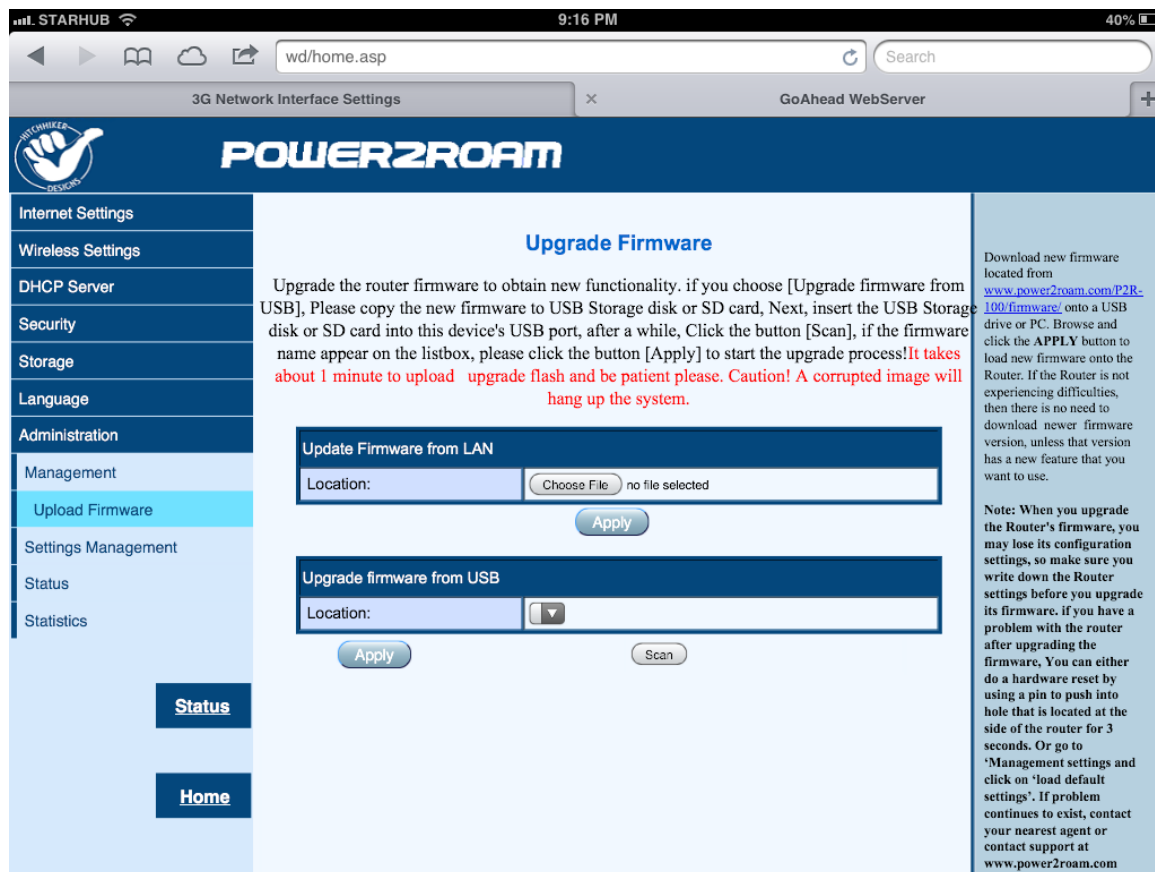 STARHUB
9:16 PM
40%
wd/home.asp
Search
3G Network Interface Settings
GoAhead WebServer
HITCHHIKER
DESIGNS
POWER2ROAM
Internet Settings
Wireless Settings
DHCP Server
Security
Storage
Language
Administration
Management
Upload Firmware
Settings Management
Status
Statistics
Status
Home
Upgrade Firmware
Upgrade the router firmware to obtain new functionality. if you choose [Upgrade firmware from
USB], Please copy the new firmware to USB Storage disk or SD card, Next, insert the USB Storage
disk or SD card into this device's USB port, after a while, Click the button [Scan], if the firmware
name appear on the listbox, please click the button [Apply] to start the upgrade process!It takes
about 1 minute to upload upgrade flash and be patient please. Caution! A corrupted image will
hang up the system.
Update Firmware from LAN
Location:
Choose File no file selected
Apply
Upgrade firmware from USB
Location:
Apply
Scan
Download new firmware
located from
www.power2roam.com/P2R-
100/firmware/ onto a USB
drive or PC. Browse and
click the APPLY button to
load new firmware onto the
Router. If the Router is not
experiencing difficulties,
then there is no need to
download newer firmware
version, unless that version
has a new feature that you
want to use.
Note: When you upgrade
the Router's firmware, you
may lose its configuration
settings, so make sure you
write down the Router
settings before you upgrade
its firmware. if you have a
problem with the router
after upgrading the
firmware, You can either
do a hardware reset by
using a pin to push into
hole that is located at the
side of the router for 3
seconds. Or go to
‘Management settings and
click on ‘load default
settings’. If problem
continues to exist, contact
your nearest agent or
contact support at
www.power2roam.com